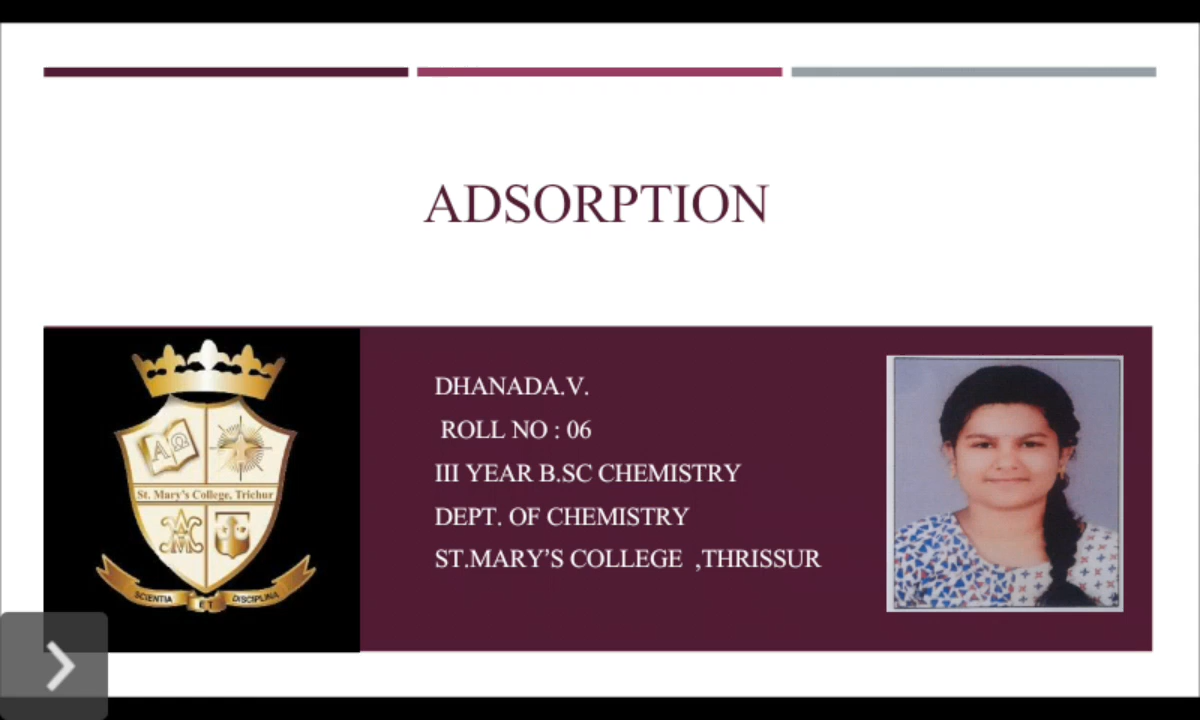 ADSORPTION
DHANADA.V.
ROLL NO : 06
III YEAR B.SC CHEMISTRY
DEPT. OF CHEMISTRY
ST.MARY’S COLLEGE ,THRISSUR
A Ω
St. Mary's College, Trichur
SCIENTIA ET DISCIPLINA